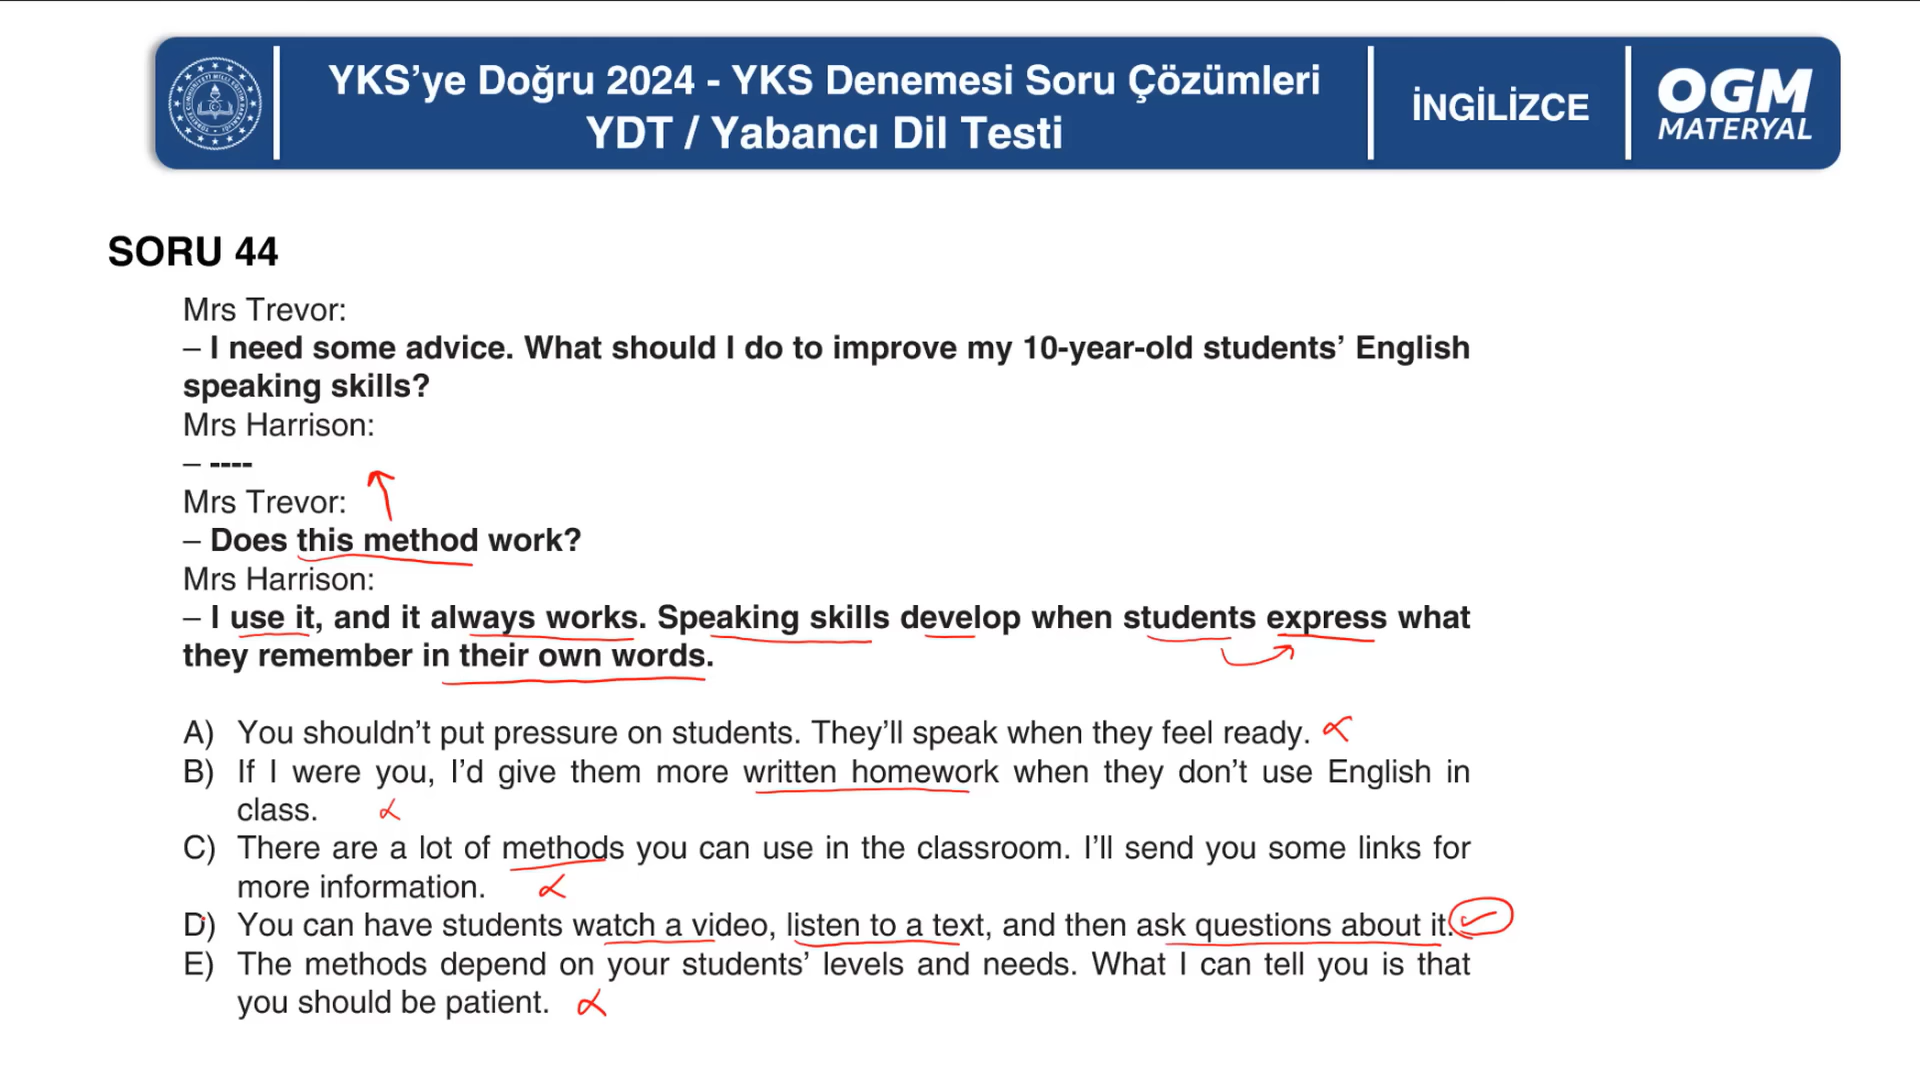 YKS’ye Doğru 2024 - YKS Denemesi Soru Çözümleri
YDT / Yabancı Dil Testi
İNGİLİZCE
OGM
MATERYAL
SORU 44
Mrs Trevor:
– I need some advice. What should I do to improve my 10-year-old students’ English
speaking skills?
Mrs Harrison:
– ----
Mrs Trevor:
– Does this method work?
Mrs Harrison:
– I use it, and it always works. Speaking skills develop when students express what
they remember in their own words.
A) You shouldn’t put pressure on students. They’ll speak when they feel ready.
B) If I were you, I’d give them more written homework when they don’t use English in
class.
C) There are a lot of methods you can use in the classroom. I’ll send you some links for
more information.
D) You can have students watch a video, listen to a text, and then ask questions about it.
E) The methods depend on your students’ levels and needs. What I can tell you is that
you should be patient.